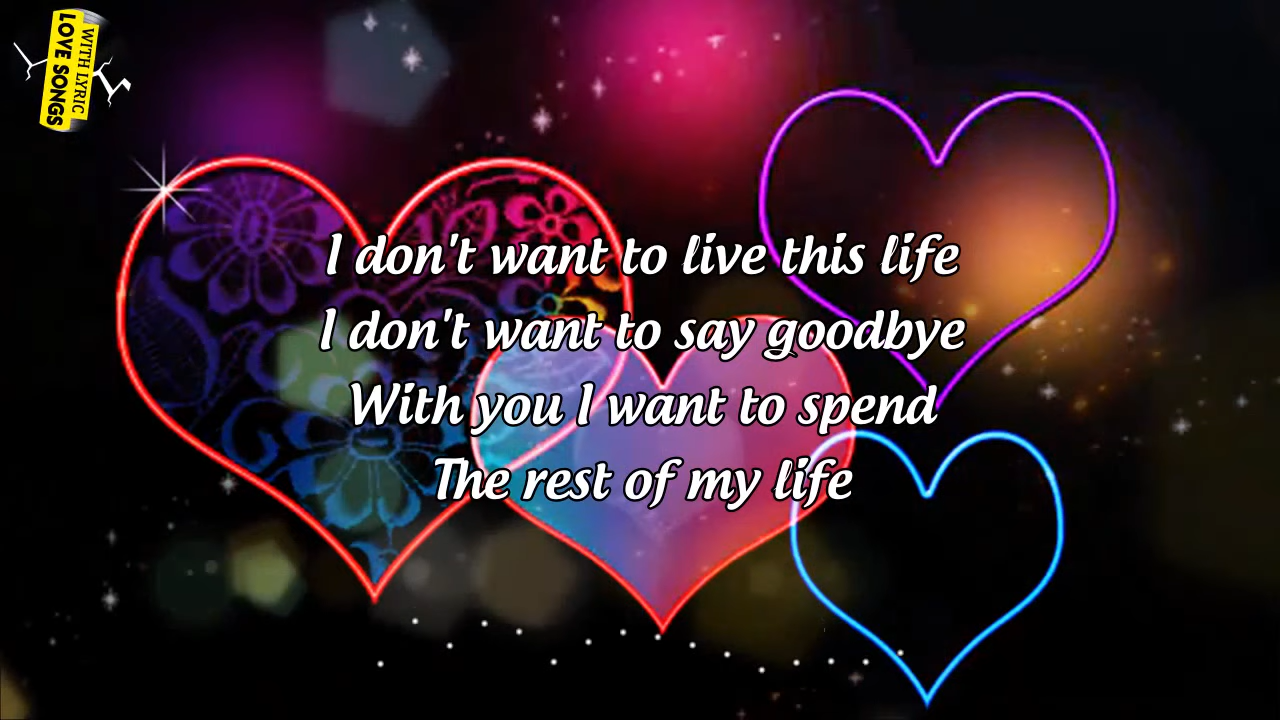 WITH LYRIC
LOVE SONGS
I don't want to live this life
I don't want to say goodbye
With you I want to spend
The rest of my life